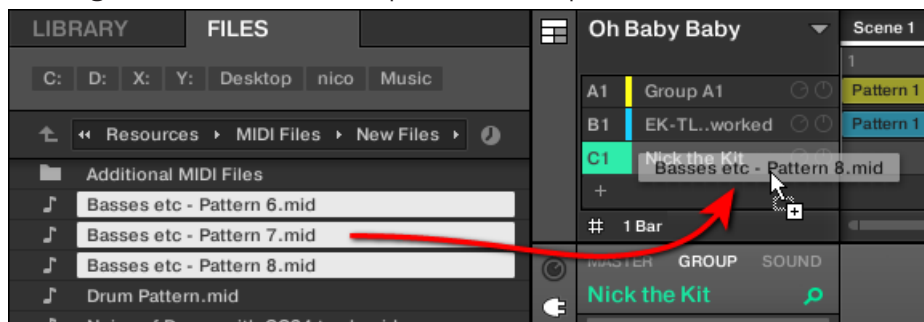 LIBRARY FILES
C: D: X: Y: Desktop nico Music
Resources MIDI Files New Files
Additional MIDI Files
Basses etc - Pattern 6.mid
Basses etc - Pattern 7.mid
Basses etc - Pattern 8.mid
Drum Pattern.mid
Oh Baby Baby
Scene 1
1
A1 Group A1 Pattern 1
B1 EK-TL..worked Pattern 1
C1 Nick the Kit
Basses etc - Pattern 8.mid
+
1 Bar
MASTER GROUP SOUND
Nick the Kit